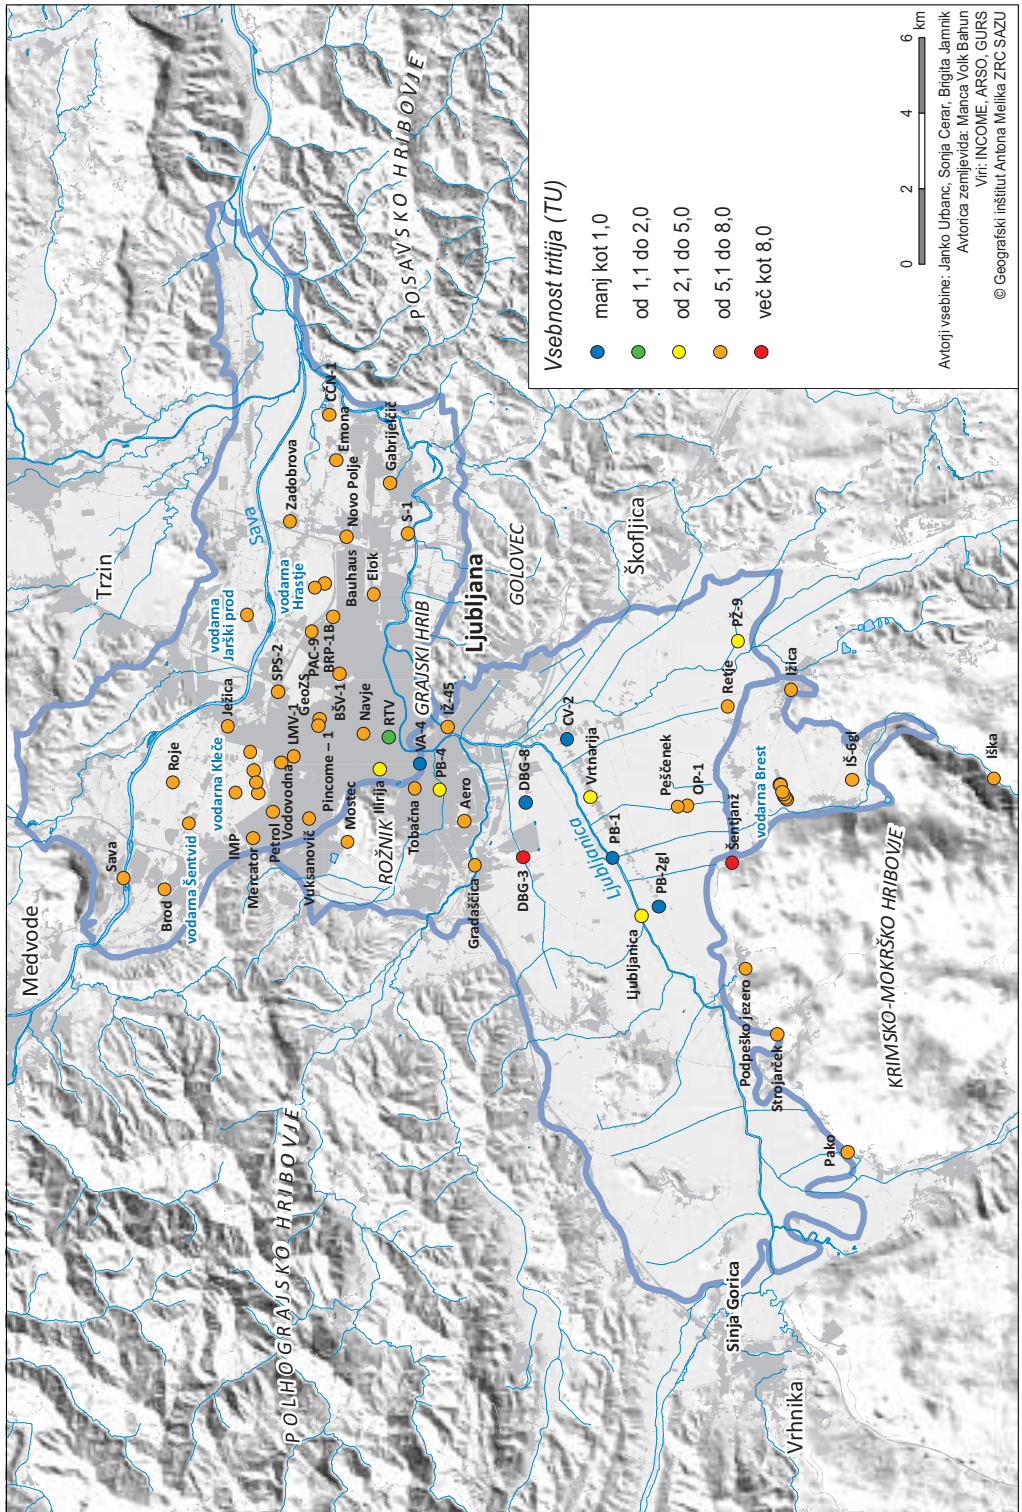 Medvode
Sava
Brod
vodarna Šentvid
Roje
vodarna Kleče
Ježica
IMP
Mercator
Petrol
Vodovodna
LMV-1
GeoZS
SPS-2
vodarna
Jarški prod
Trzin
Sava
Zadobrova
vodarna
Hrastje
PAC-9
BRP-1B
BŠV-1
Pincome – 1
Vuksanovič
Mostec
Navje
RTV
Ilirija
ROŽNIK
Tobačna
VA-4
PB-4
GRAJSKI HRIB
IŽ-45
Ljubljana
Aero
Gradaščica
Bauhaus
Elok
Novo Polje
Emona
CČN-1
Gabrijelčič
S-1
GOLOVEC
POSAVSKO HRIBOVJE
POLHOGRAJSKO HRIBOVJE
DBG-3
DBG-8
CV-2
Vrtnarija
PB-1
Ljubljanica
PB-2gl
Ljubljanica
Škofljica
Peščenek
OP-1
PŽ-9
Retje
Ižica
Šentjanž
vodarna Brest
IŠ-6gl
Iška
KRIMSKO-MOKRŠKO HRIBOVJE
Podpeško jezero
Strojarček
Pako
Sinja Gorica
Vrhnika
Vsebnost tritija (TU)
manj kot 1,0
od 1,1 do 2,0
od 2,1 do 5,0
od 5,1 do 8,0
več kot 8,0
0 2 4 6 km
Avtorji vsebine: Janko Urbanc, Sonja Cerar, Brigita Jamnik
Avtorica zemljevida: Manca Volk Bahun
Viri: INCOME, ARSO, GURS
© Geografski inštitut Antona Melika ZRC SAZU